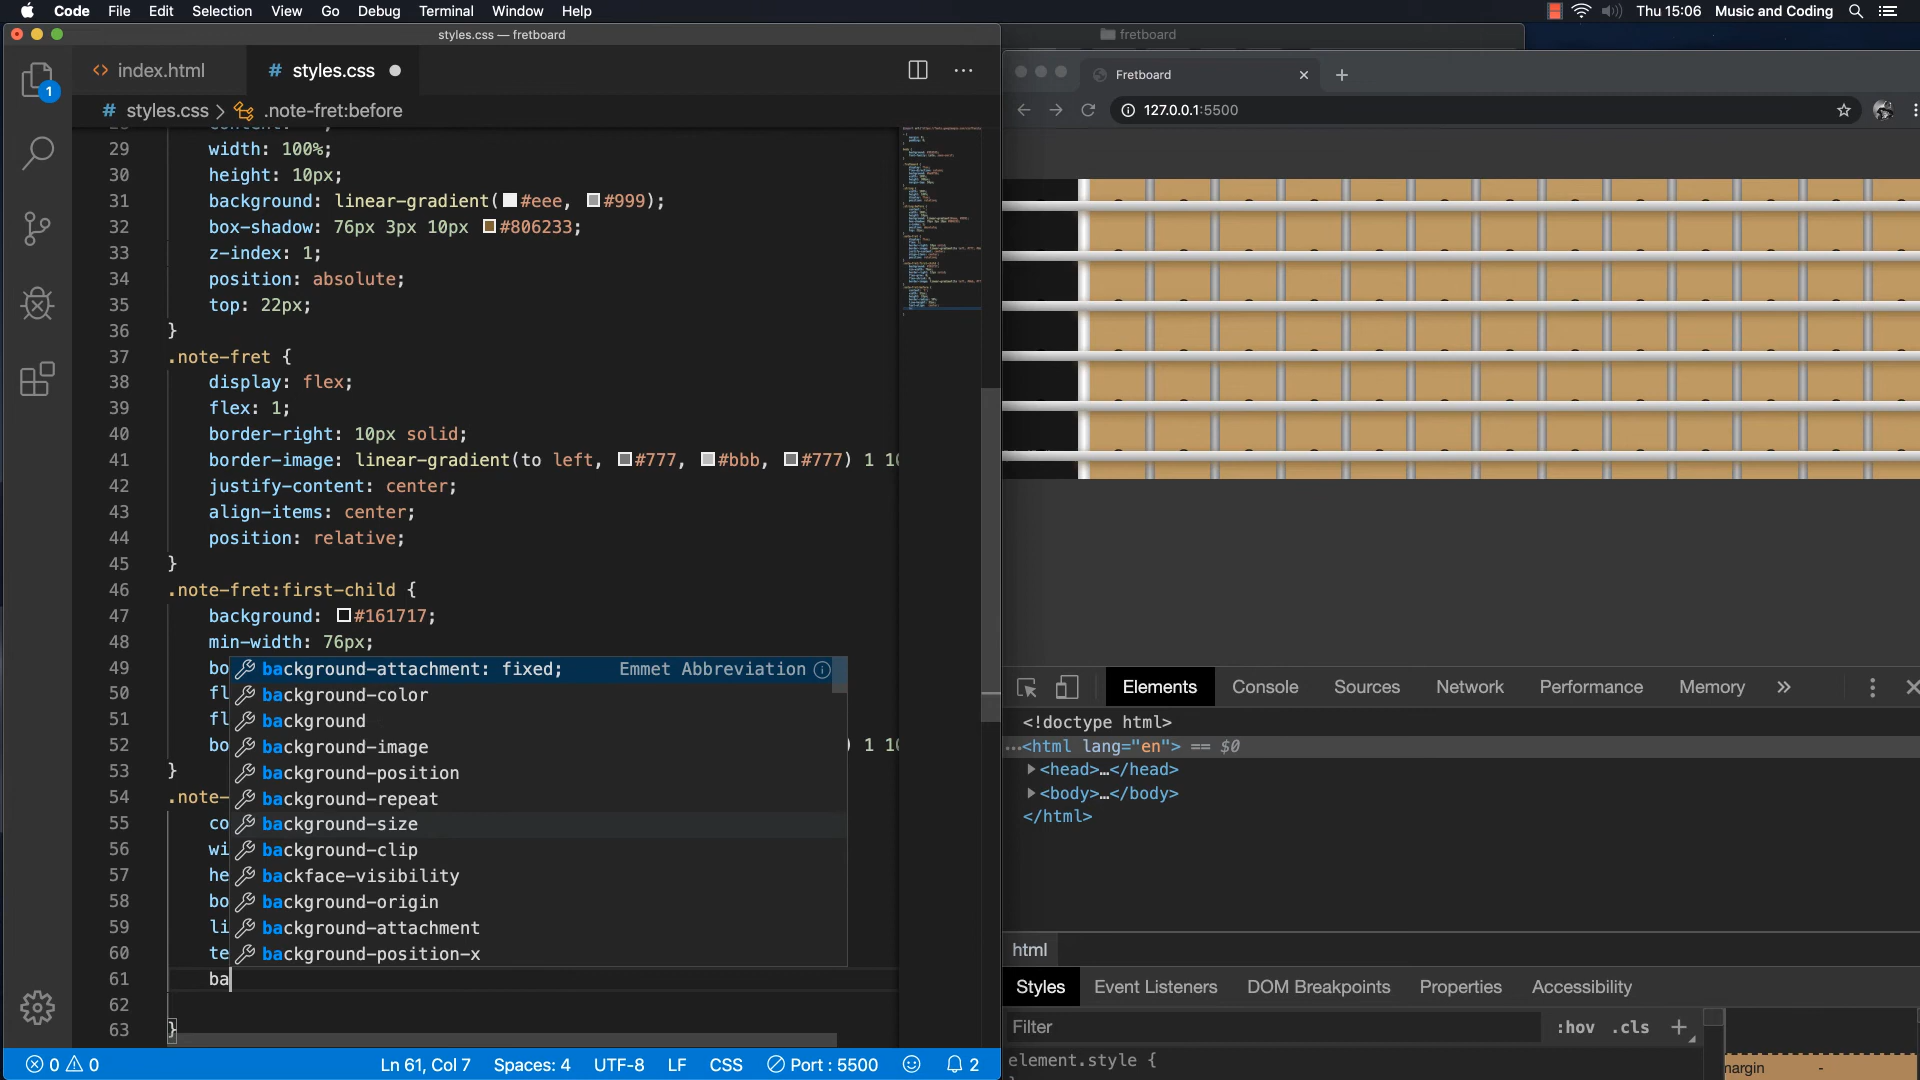 Code File Edit Selection View Go Debug Terminal Window Help
Thu 15:06 Music and Coding
styles.css — fretboard
fretboard
index.html
# styles.css
# styles.css > .note-fret:before
29 width: 100%;
30 height: 10px;
31 background: linear-gradient(#eee, #999);
32 box-shadow: 76px 3px 10px #806233;
33 z-index: 1;
34 position: absolute;
35 top: 22px;
36 }
37 .note-fret {
38 display: flex;
39 flex: 1;
40 border-right: 10px solid;
41 border-image: linear-gradient(to left, #777, #bbb, #777) 1 10
42 justify-content: center;
43 align-items: center;
44 position: relative;
45 }
46 .note-fret:first-child {
47 background: #161717;
48 min-width: 76px;
49 bo
50 fl
51 fl
52 bo ) 1 10
53 }
54 .note-
55 co
56 wi
57 he
58 bo
59 li
60 te
61 ba
62
63 }
background-attachment: fixed; Emmet Abbreviation
background-color
background
background-image
background-position
background-repeat
background-size
background-clip
backface-visibility
background-origin
background-attachment
background-position-x
1
0 0
Ln 61, Col 7 Spaces: 4 UTF-8 LF CSS Port : 5500 2
Fretboard
127.0.0.1:5500
Elements Console Sources Network Performance Memory »
<!doctype html>
…<html lang="en"> == $0
<head>…</head>
<body>…</body>
</html>
html
Styles Event Listeners DOM Breakpoints Properties Accessibility
Filter :hov .cls +
element.style {
margin -